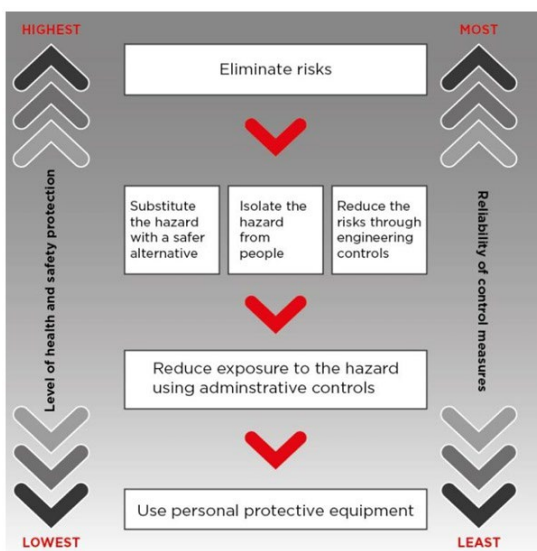 HIGHEST
MOST
Eliminate risks
Level of health and safety protection
Reliability of control measures
Substitute
the hazard
with a safer
alternative
Isolate the
hazard
from
people
Reduce the
risks through
engineering
controls
Reduce exposure to the hazard
using adminstrative controls
Use personal protective equipment
LOWEST
LEAST